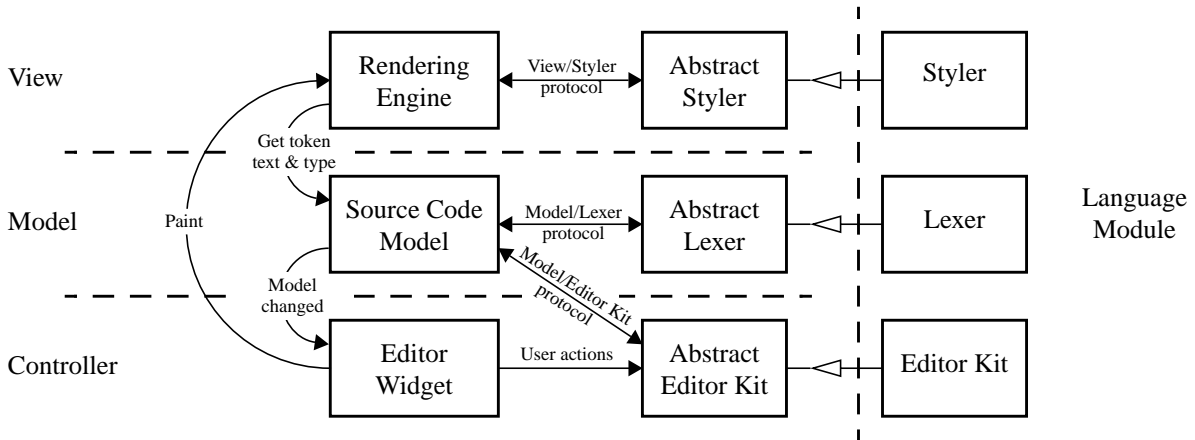 View
Rendering
Engine
View/Styler
protocol
Abstract
Styler
Styler
Get token
text & type
Model
Paint
Source Code
Model
Model/Lexer
protocol
Abstract
Lexer
Lexer
Language
Module
Model
changed
Model/Editor Kit
protocol
Controller
Editor
Widget
User actions
Abstract
Editor Kit
Editor Kit